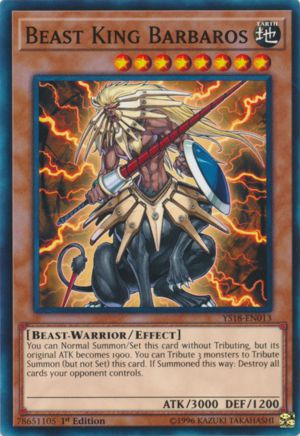 BEAST KING BARBAROS
EARTH
地
YS18-EN013
[BEAST-WARRIOR/EFFECT]
You can Normal Summon/Set this card without Tributing, but its
original ATK becomes 1900. You can Tribute 3 monsters to Tribute
Summon (but not Set) this card. If Summoned this way: Destroy all
cards your opponent controls.
ATK/3000 DEF/1200
78651105 1st Edition ©1996 KAZUKI TAKAHASHI